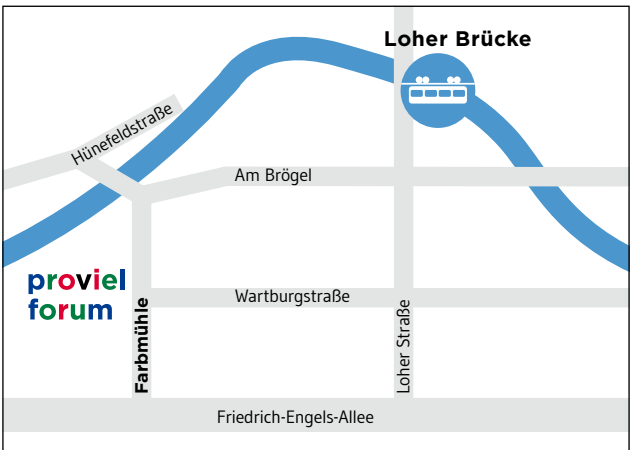 Loher Brücke
Hünefeldstraße
Am Brögel
proviel
forum
Farbmühle
Wartburgstraße
Loher Straße
Friedrich-Engels-Allee